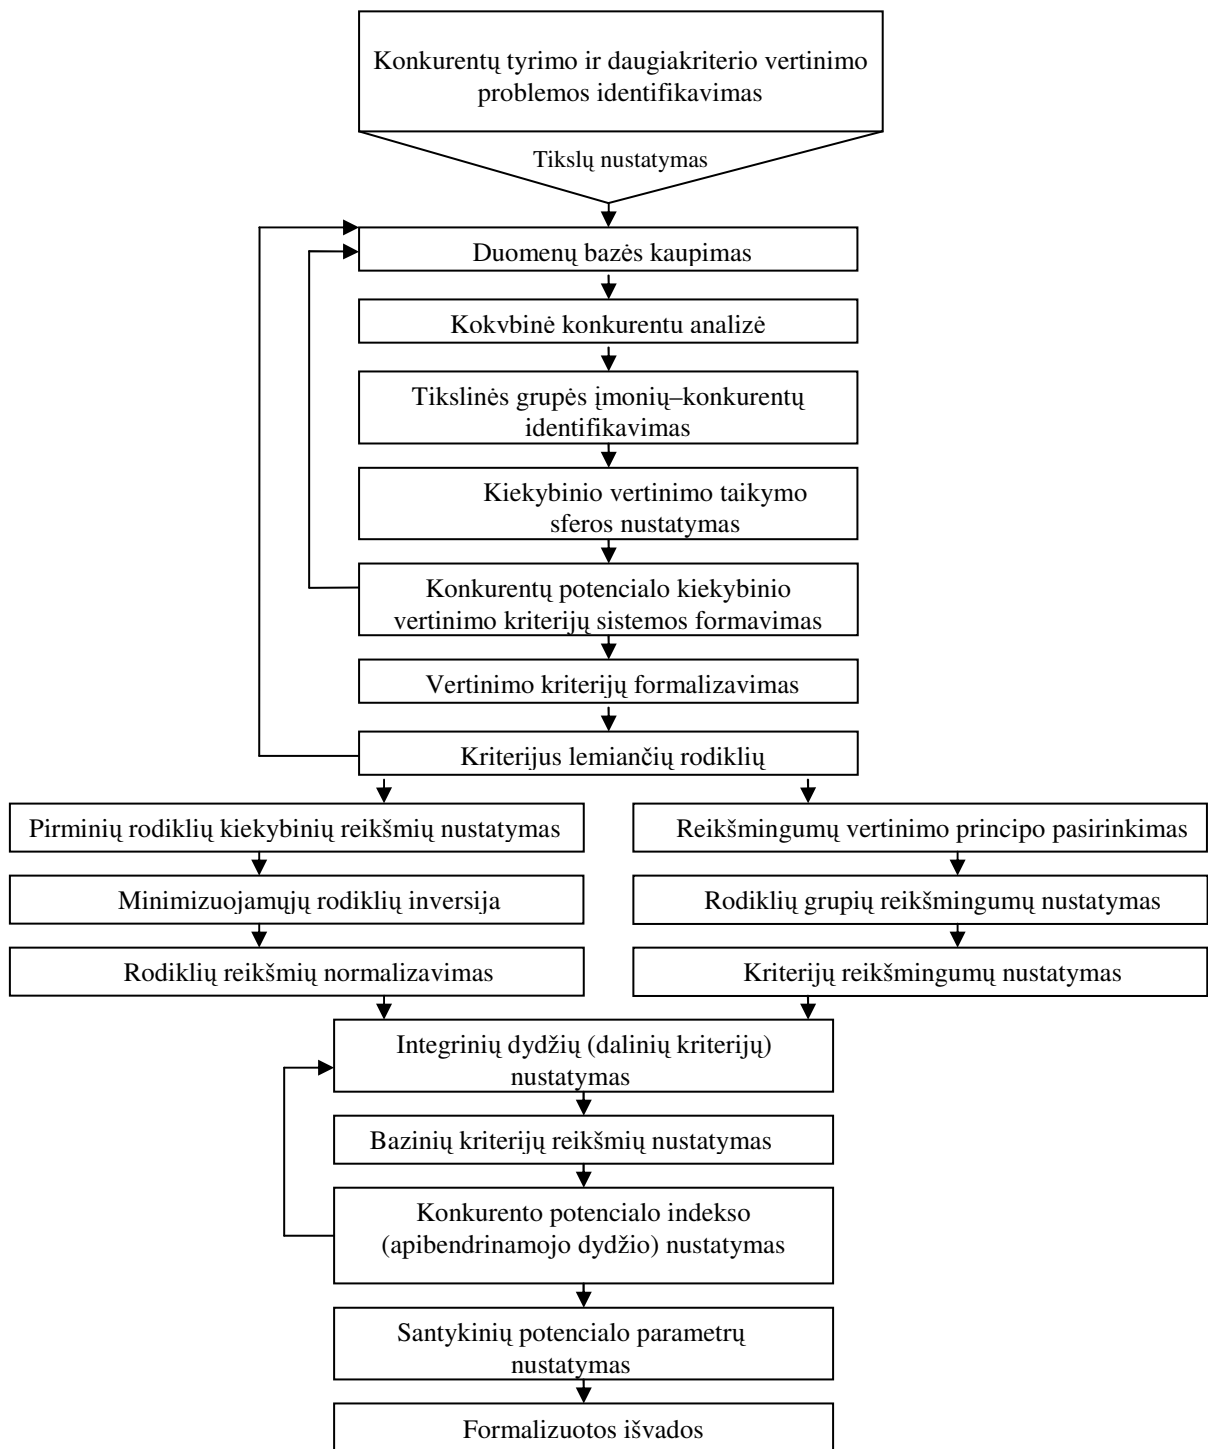 Konkurentų tyrimo ir daugiakriterio vertinimo
problemos identifikavimas
Tikslų nustatymas
Duomenų bazės kaupimas
Kokybinė konkurentu analizė
Tikslinės grupės įmonių–konkurentų
identifikavimas
Kiekybinio vertinimo taikymo
sferos nustatymas
Konkurentų potencialo kiekybinio
vertinimo kriterijų sistemos formavimas
Vertinimo kriterijų formalizavimas
Kriterijus lemiančių rodiklių
Pirminių rodiklių kiekybinių reikšmių nustatymas
Reikšmingumų vertinimo principo pasirinkimas
Minimizuojamųjų rodiklių inversija
Rodiklių grupių reikšmingumų nustatymas
Rodiklių reikšmių normalizavimas
Kriterijų reikšmingumų nustatymas
Integrinių dydžių (dalinių kriterijų)
nustatymas
Bazinių kriterijų reikšmių nustatymas
Konkurento potencialo indekso
(apibendrinamojo dydžio) nustatymas
Santykinių potencialo parametrų
nustatymas
Formalizuotos išvados